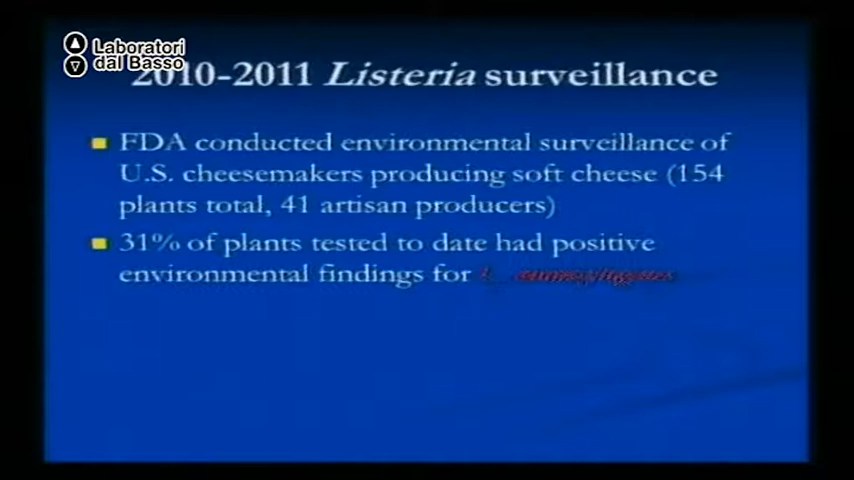 Laboratori
dal Basso
2010-2011 Listeria surveillance
FDA conducted environmental surveillance of
U.S. cheesemakers producing soft cheese (154
plants total, 41 artisan producers)
31% of plants tested to date had positive
environmental findings for